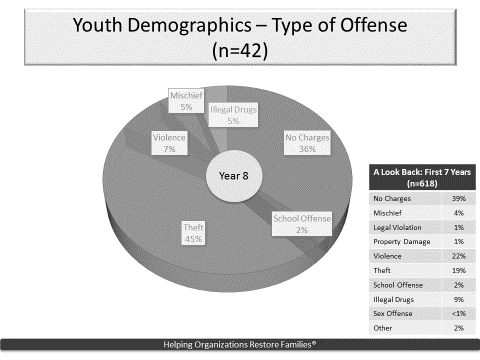 Youth Demographics – Type of Offense
(n=42)
Mischief
5%
Illegal Drugs
5%
Violence
7%
No Charges
36%
Year 8
School Offense
2%
Theft
45%
A Look Back: First 7 Years
(n=618)
No Charges 39%
Mischief 4%
Legal Violation 1%
Property Damage 1%
Violence 22%
Theft 19%
School Offense 2%
Illegal Drugs 9%
Sex Offense <1%
Other 2%
Helping Organizations Restore Families®